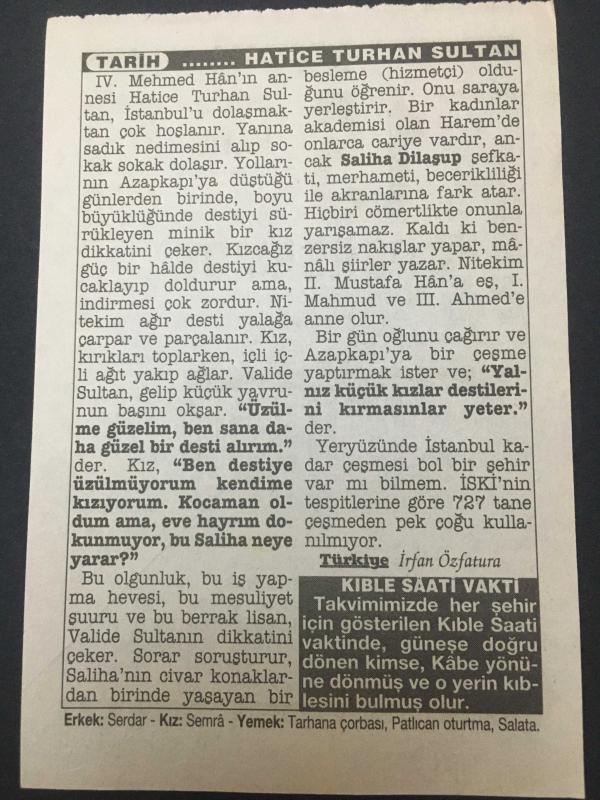 TARİH ........ HATİCE TURHAN SULTAN
IV. Mehmed Hân'ın an-
nesi Hatice Turhan Sul-
tan, İstanbul'u dolaşmak-
tan çok hoşlanır. Yanına
sadık nedimesini alıp so-
kak sokak dolaşır. Yolları-
nın Azapkapı'ya düştüğü
günlerden birinde, boyu
büyüklüğünde destiyi sü-
rükleyen minik bir kız
dikkatini çeker. Kızcağız
güç bir hâlde destiyi ku-
caklayıp doldurur ama,
indirmesi çok zordur. Ni-
tekim ağır desti yalağa
çarpar ve parçalanır. Kız,
kırıkları toplarken, içli iç-
li ağıt yakıp ağlar. Valide
Sultan, gelip küçük yavru-
nun başını okşar. “Üzül-
me güzelim, ben sana da-
ha güzel bir desti alırım.”
der. Kız, “Ben destiye
üzülmüyorum kendime
kızıyorum. Kocaman ol-
dum ama, eve hayrım do-
kunmuyor, bu Saliha neye
yarar?”
Bu olgunluk, bu iş yap-
ma hevesi, bu mesuliyet
şuuru ve bu berrak lisan,
Valide Sultanın dikkatini
çeker. Sorar soruşturur,
Saliha'nın civar konaklar-
dan birinde yaşayan bir
besleme (hizmetçi) oldu-
ğunu öğrenir. Onu saraya
yerleştirir. Bir kadınlar
akademisi olan Harem'de
onlarca cariye vardır, an-
cak Saliha Dilaşup şefka-
ti, merhameti, becerikliliği
ile akranlarına fark atar.
Hiçbiri cömertlikte onunla
yarışamaz. Kaldı ki ben-
zersiz nakışlar yapar, mâ-
nâlı şiirler yazar. Nitekim
II. Mustafa Hân'a eş, I.
Mahmud ve III. Ahmed'e
anne olur.
Bir gün oğlunu çağırır ve
Azapkapı'ya bir çeşme
yaptırmak ister ve; “Yal-
nız küçük kızlar destileri-
ni kırmasınlar yeter.”
der.
Yeryüzünde İstanbul ka-
dar çeşmesi bol bir şehir
var mı bilmem. İSKİ'nin
tespitlerine göre 727 tane
çeşmeden pek çoğu kulla-
nılmıyor.
Türkiye İrfan Özfatura
KIBLE SAATİ VAKTİ
Takvimimizde her şehir
için gösterilen Kıble Saati
vaktinde, güneşe doğru
dönen kimse, Kâbe yönü-
ne dönmüş ve o yerin kıb-
lesini bulmuş olur.
Erkek: Serdar - Kız: Semrâ - Yemek: Tarhana çorbası, Patlıcan oturtma, Salata.